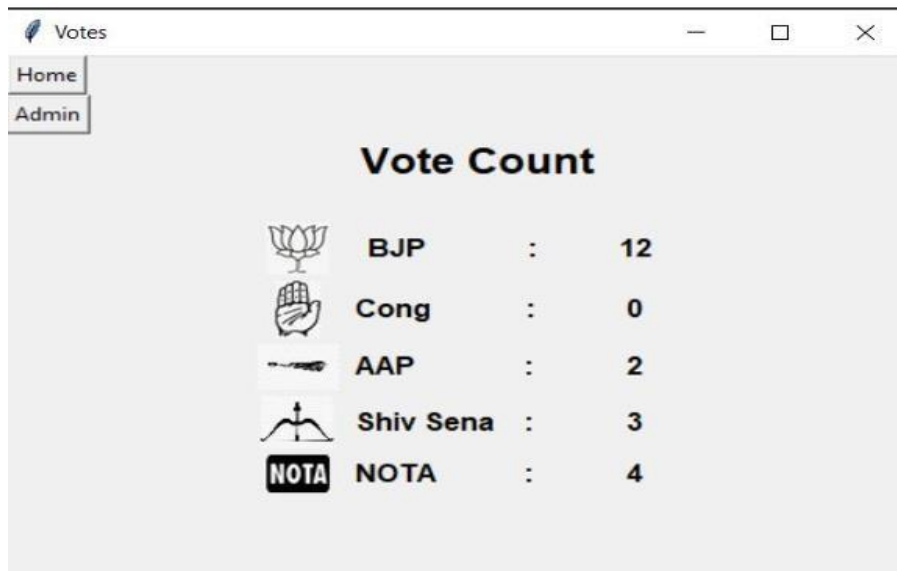 Votes
Home
Admin
Vote Count
BJP : 12
Cong : 0
AAP : 2
Shiv Sena : 3
NOTA NOTA : 4